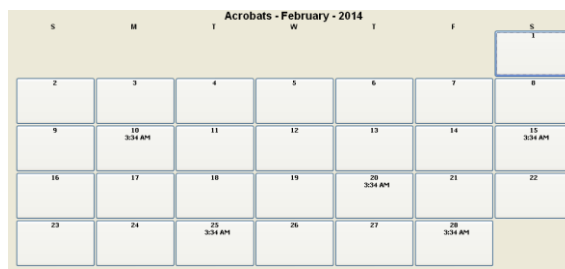 Acrobats - February - 2014
S M T W T F S
1
2 3 4 5 6 7 8
9 10 11 12 13 14 15
3:34 AM 3:34 AM
16 17 18 19 20 21 22
3:34 AM
23 24 25 26 27 28
3:34 AM 3:34 AM